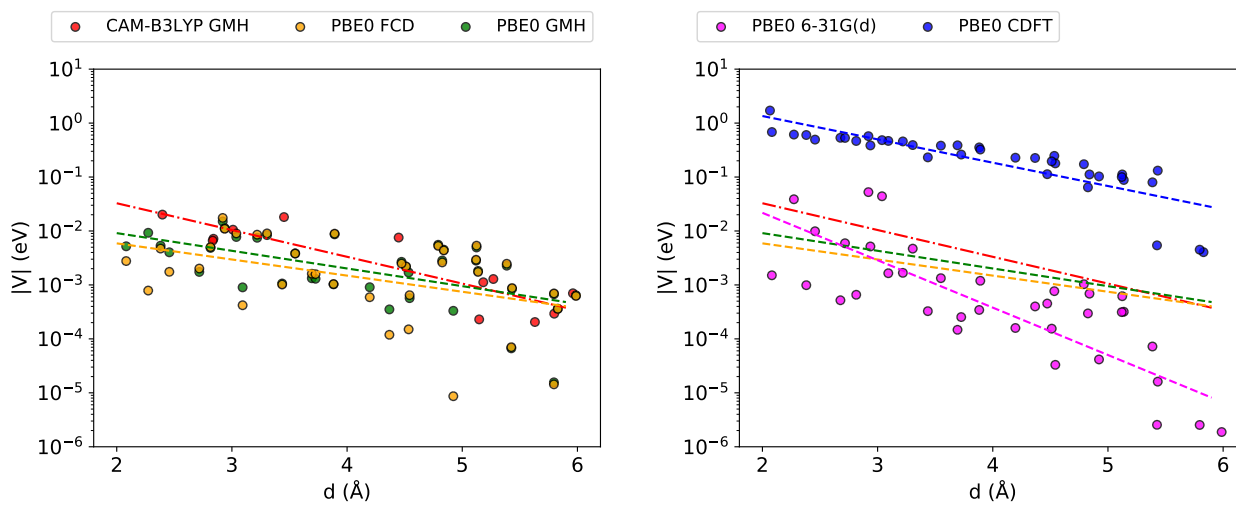 CAM-B3LYP GMH PBE0 FCD PBE0 GMH
10^1
10^0
10^-1
10^-2
10^-3
10^-4
10^-5
10^-6
|V| (eV)
2 3 4 5 6
d (Å)
PBE0 6-31G(d) PBE0 CDFT
10^1
10^0
10^-1
10^-2
10^-3
10^-4
10^-5
10^-6
|V| (eV)
2 3 4 5 6
d (Å)